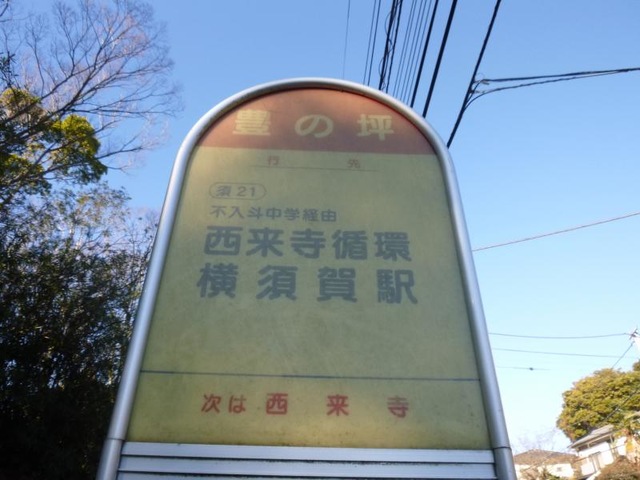 豊の坪
行先
須21
不入斗中学経由
西来寺循環
横須賀駅
次は 西来寺